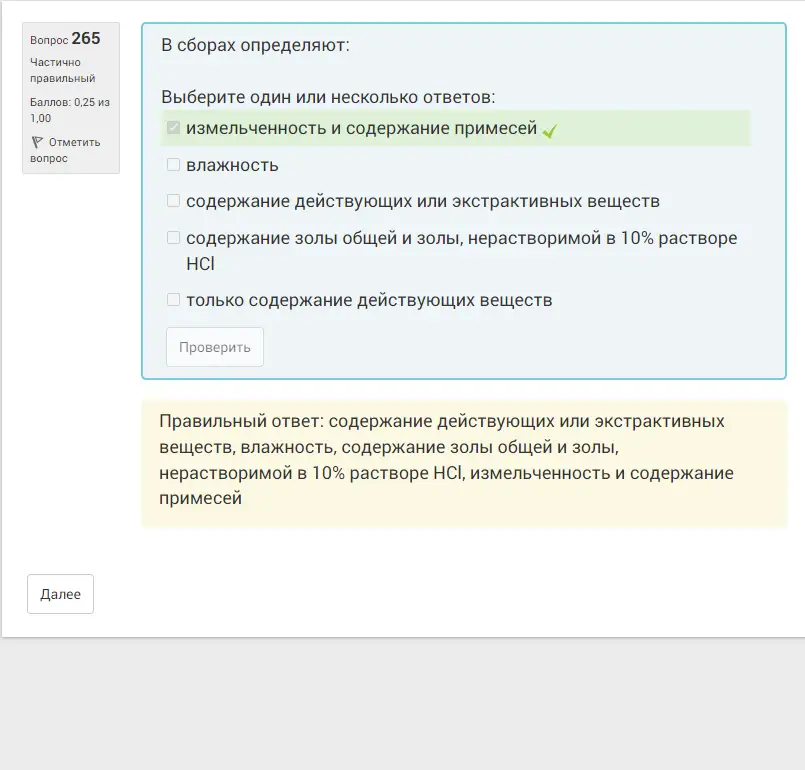 Вопрос 265
Частично
правильный
Баллов: 0,25 из
1,00
Отметить
вопрос
В сборах определяют:
Выберите один или несколько ответов:
измельченность и содержание примесей
влажность
содержание действующих или экстрактивных веществ
содержание золы общей и золы, нерастворимой в 10% растворе
HCl
только содержание действующих веществ
Проверить
Правильный ответ: содержание действующих или экстрактивных
веществ, влажность, содержание золы общей и золы,
нерастворимой в 10% растворе HCl, измельченность и содержание
примесей
Далее